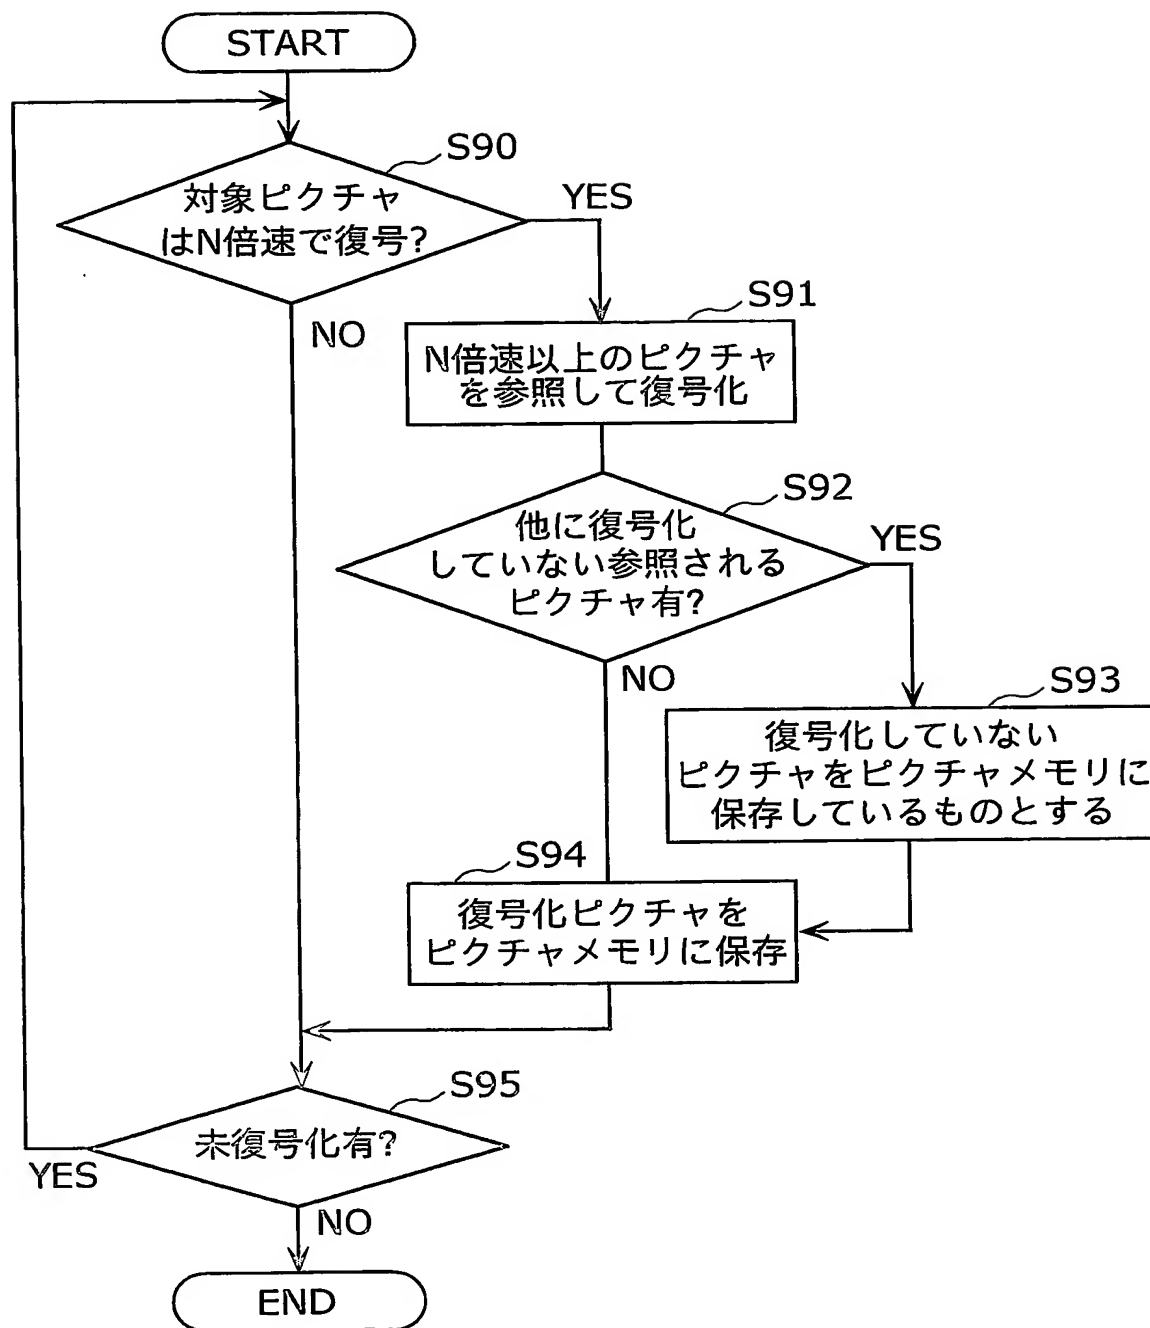 START
S90
対象ピクチャ
はN倍速で復号?
YES
NO
S91
N倍速以上のピクチャ
を参照して復号化
S92
他に復号化
していない参照される
ピクチャ有?
YES
NO
S93
復号化していない
ピクチャをピクチャメモリに
保存しているものとする
S94
復号化ピクチャを
ピクチャメモリに保存
S95
未復号化有?
YES
NO
END